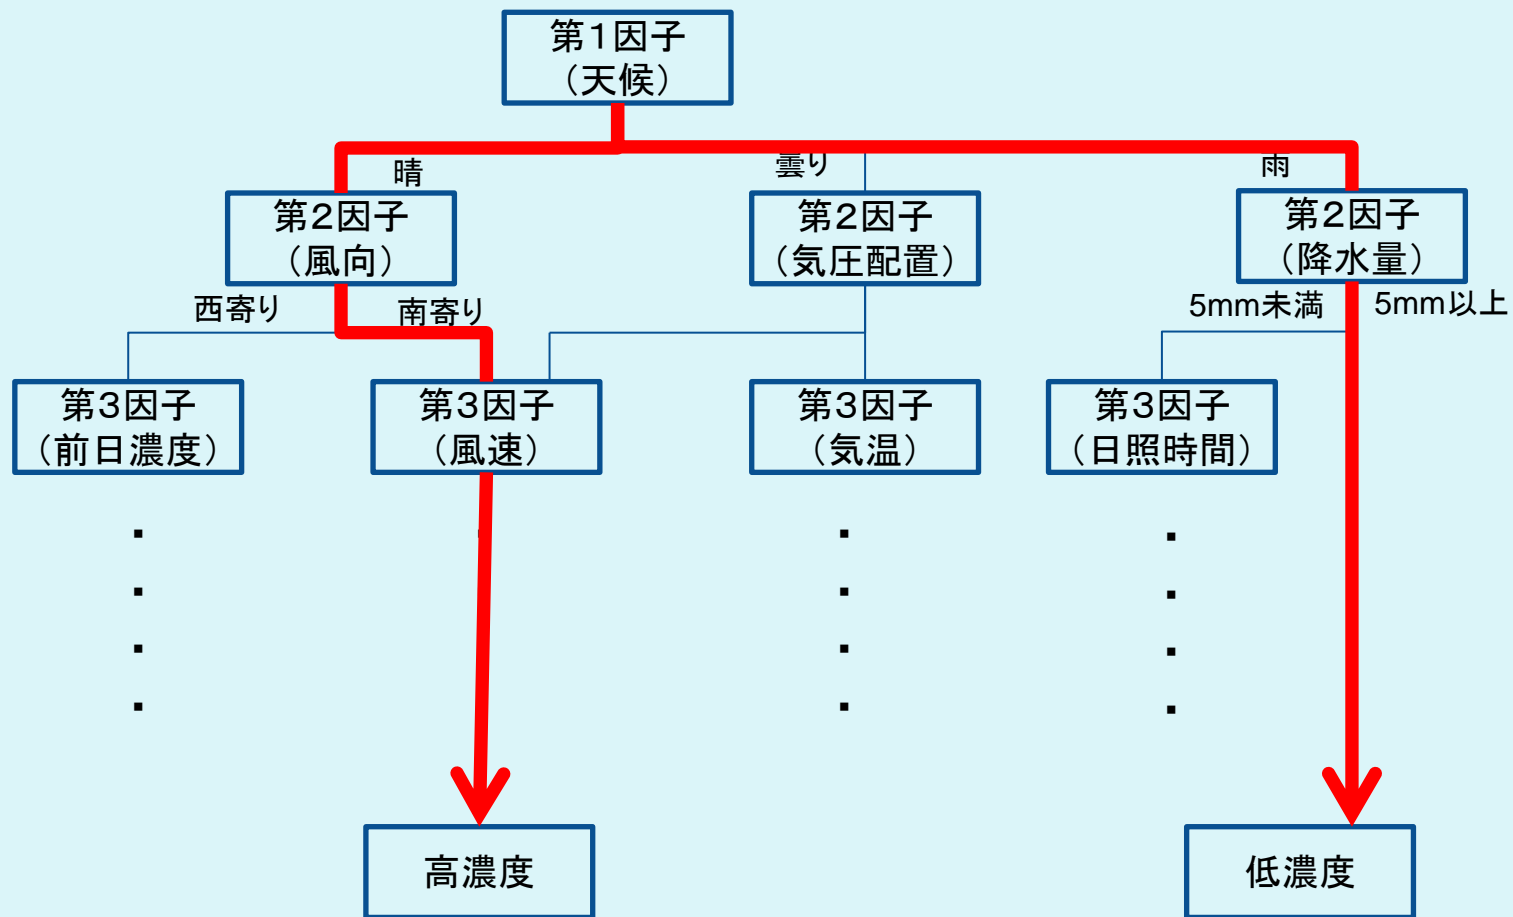 第1因子
（天候）
晴
曇り
雨
第2因子
（風向）
第2因子
（気圧配置）
第2因子
（降水量）
西寄り
南寄り
5mm未満
5mm以上
第3因子
（前日濃度）
第3因子
（風速）
第3因子
（気温）
第3因子
（日照時間）
高濃度
低濃度